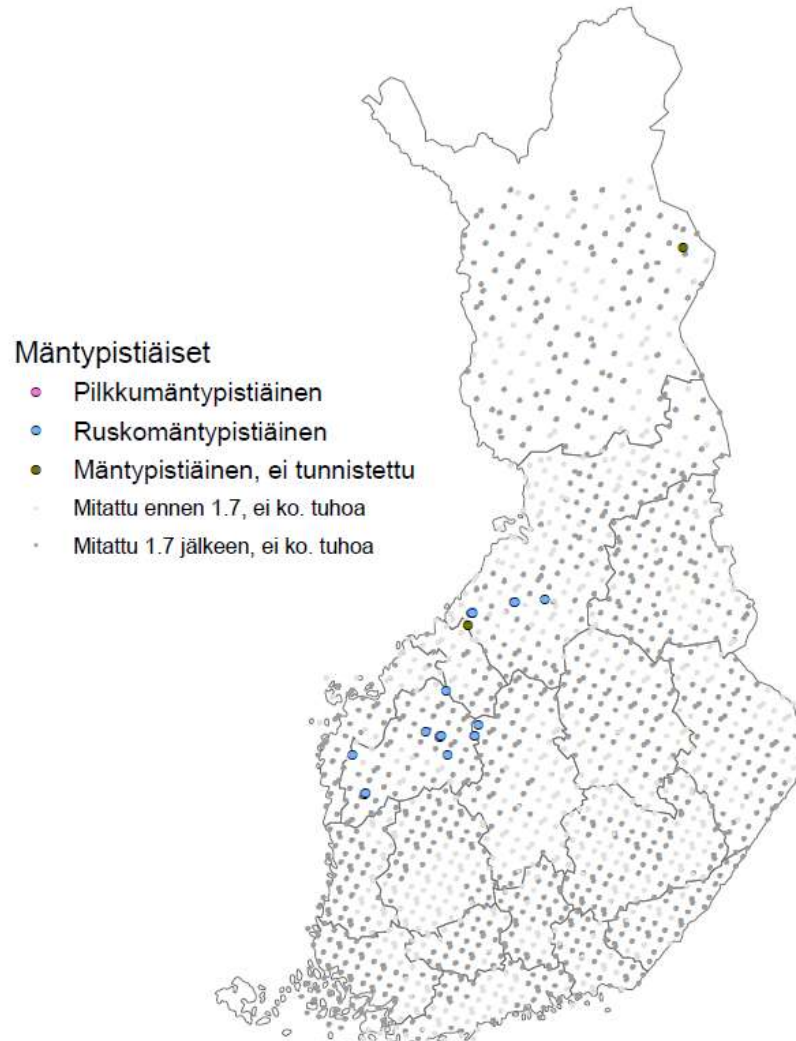 Mäntypistiäiset
Pilkkumäntypistiäinen
Ruskomäntypistiäinen
Mäntypistiäinen, ei tunnistettu
Mitattu ennen 1.7, ei ko. tuhoa
Mitattu 1.7 jälkeen, ei ko. tuhoa